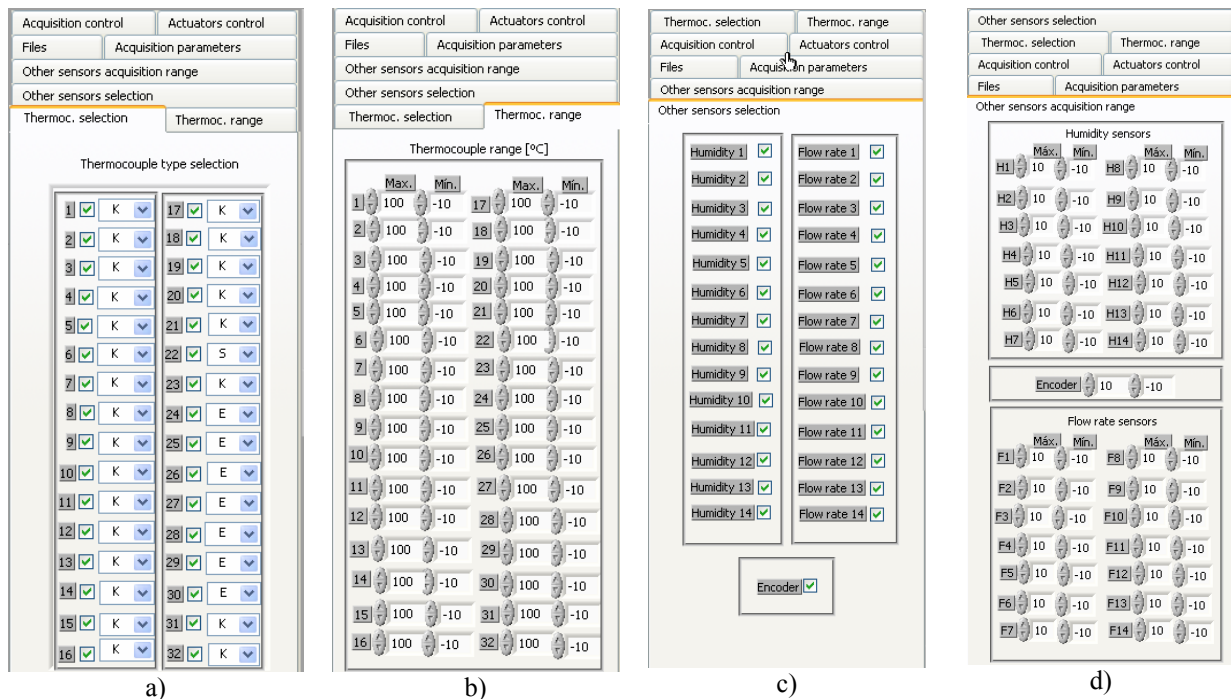 Acquisition control Actuators control
Files Acquisition parameters
Other sensors acquisition range
Other sensors selection
Thermoc. selection Thermoc. range
Thermocouple type selection
1 K 17 K
2 K 18 K
3 K 19 K
4 K 20 K
5 K 21 K
6 K 22 S
7 K 23 K
8 K 24 E
9 K 25 E
10 K 26 E
11 K 27 E
12 K 28 E
13 K 29 E
14 K 30 E
15 K 31 K
16 K 32 K
a)
Acquisition control Actuators control
Files Acquisition parameters
Other sensors acquisition range
Other sensors selection
Thermoc. selection Thermoc. range
Thermocouple range [ºC]
Max. Mín. Max. Mín.
1 100 -10 17 100 -10
2 100 -10 18 100 -10
3 100 -10 19 100 -10
4 100 -10 20 100 -10
5 100 -10 21 100 -10
6 100 -10 22 100 -10
7 100 -10 23 100 -10
8 100 -10 24 100 -10
9 100 -10 25 100 -10
10 100 -10 26 100 -10
11 100 -10 27 100 -10
12 100 -10 28 100 -10
13 100 -10 29 100 -10
14 100 -10 30 100 -10
15 100 -10 31 100 -10
16 100 -10 32 100 -10
b)
Thermoc. selection Thermoc. range
Acquisition control Actuators control
Files Acquisition parameters
Other sensors acquisition range
Other sensors selection
Humidity 1 Flow rate 1
Humidity 2 Flow rate 2
Humidity 3 Flow rate 3
Humidity 4 Flow rate 4
Humidity 5 Flow rate 5
Humidity 6 Flow rate 6
Humidity 7 Flow rate 7
Humidity 8 Flow rate 8
Humidity 9 Flow rate 9
Humidity 10 Flow rate 10
Humidity 11 Flow rate 11
Humidity 12 Flow rate 12
Humidity 13 Flow rate 13
Humidity 14 Flow rate 14
Encoder
c)
Other sensors selection
Thermoc. selection Thermoc. range
Acquisition control Actuators control
Files Acquisition parameters
Other sensors acquisition range
Humidity sensors
Máx. Mín. Máx. Mín.
H1 10 -10 H8 10 -10
H2 10 -10 H9 10 -10
H3 10 -10 H10 10 -10
H4 10 -10 H11 10 -10
H5 10 -10 H12 10 -10
H6 10 -10 H13 10 -10
H7 10 -10 H14 10 -10
Encoder 10 -10
Flow rate sensors
Máx. Mín. Máx. Mín.
F1 10 -10 F8 10 -10
F2 10 -10 F9 10 -10
F3 10 -10 F10 10 -10
F4 10 -10 F11 10 -10
F5 10 -10 F12 10 -10
F6 10 -10 F13 10 -10
F7 10 -10 F14 10 -10
d)